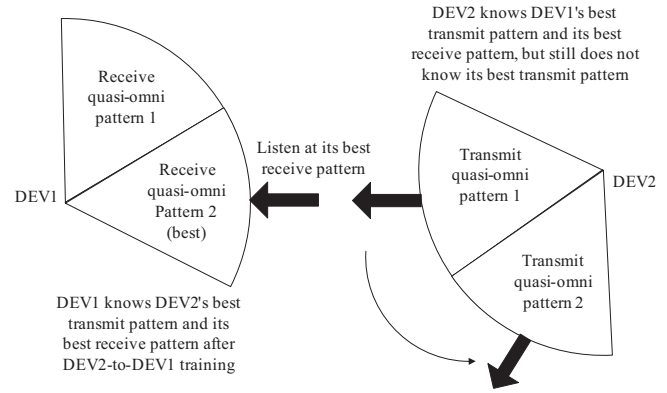 DEV2 knows DEV1's best
transmit pattern and its best
receive pattern, but still does not
know its best transmit pattern
Receive
quasi-omni
pattern 1
Listen at its best
receive pattern
Receive
quasi-omni
Pattern 2
(best)
DEV1
Transmit
quasi-omni
pattern 1
DEV2
Transmit
quasi-omni
pattern 2
DEV1 knows DEV2's best
transmit pattern and its
best receive pattern after
DEV2-to-DEV1 training